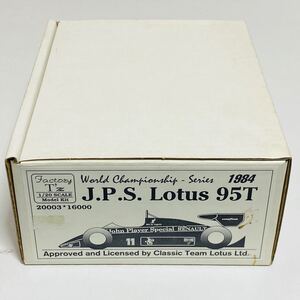 Factory
T'z
1/20 SCALE
Model Kit
World Championship - Series 1984
J.P.S. Lotus 95T
20003*16000
John Player Special RENAULT
11
Approved and Licensed by Classic Team Lotus Ltd.